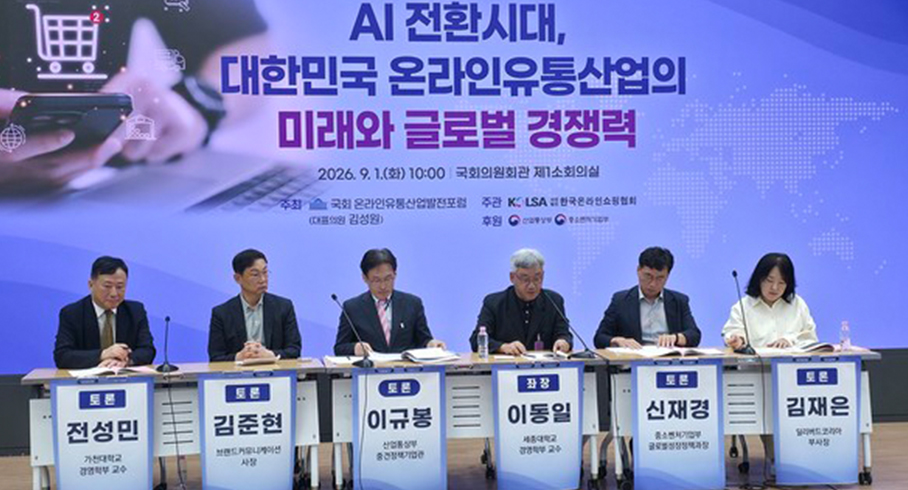 2
AI 전환시대,
대한민국 온라인유통산업의
미래와 글로벌 경쟁력
2026. 9. 1.(화) 10:00 | 국회의원회관 제1소회의실
주최 국회 온라인유통산업발전포럼
(대표의원 김성원)
주관 KOLSA 한국온라인쇼핑협회
후원 산업통상부 중소벤처기업부
토론
전성민
가천대학교
경영학부 교수
토론
김준현
브랜드커뮤니케이션
사장
토론
이규봉
산업통상부
중견정책기업관
좌장
이동일
세종대학교
경영학부 교수
토론
신재경
중소벤처기업부
글로벌성장정책과장
토론
김재은
딜리버드코리아
부사장